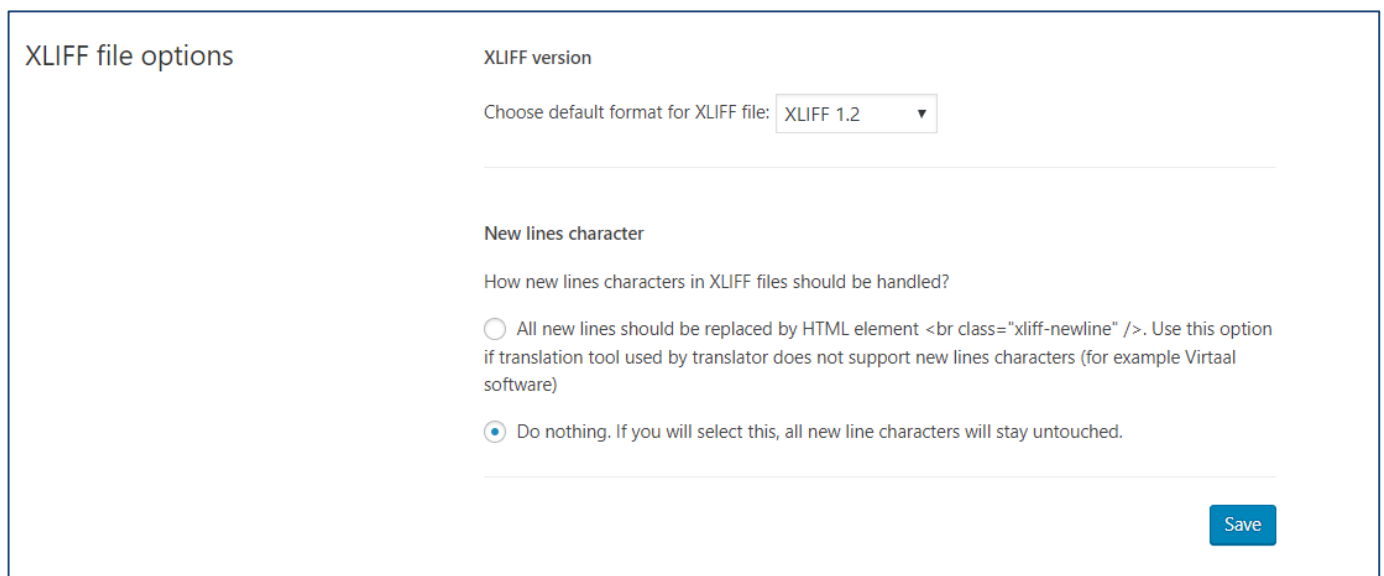 XLIFF file options
XLIFF version
Choose default format for XLIFF file: XLIFF 1.2
New lines character
How new lines characters in XLIFF files should be handled?
All new lines should be replaced by HTML element <br class="xliff-newline" />. Use this option
if translation tool used by translator does not support new lines characters (for example Virtaal
software)
Do nothing. If you will select this, all new line characters will stay untouched.
Save